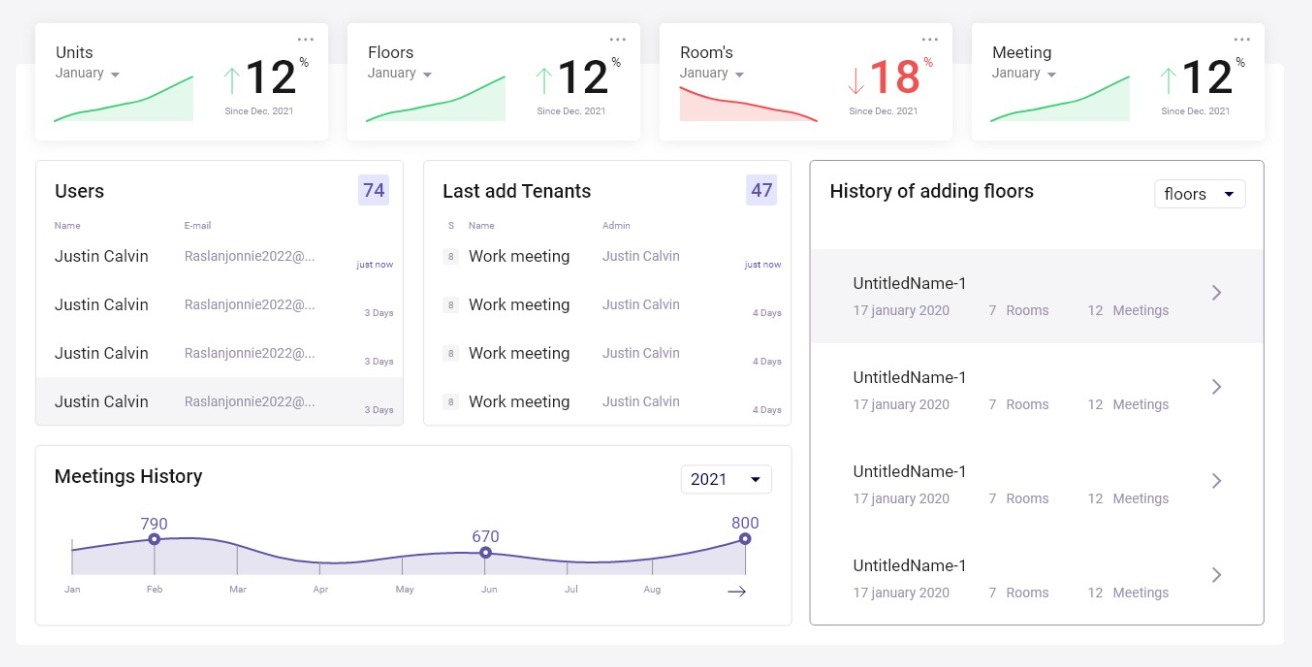 Units
January
12 %
Since Dec. 2021
Floors
January
12 %
Since Dec. 2021
Room's
January
18 %
Since Dec. 2021
Meeting
January
12 %
Since Dec. 2021
Users 74
Name E-mail
Justin Calvin Raslanjonnie2022@... just now
Justin Calvin Raslanjonnie2022@... 3 Days
Justin Calvin Raslanjonnie2022@... 3 Days
Justin Calvin Raslanjonnie2022@... 3 Days
Last add Tenants 47
S Name Admin
8 Work meeting Justin Calvin just now
8 Work meeting Justin Calvin 4 Days
8 Work meeting Justin Calvin 4 Days
8 Work meeting Justin Calvin 4 Days
History of adding floors floors
UntitledName-1
17 january 2020 7 Rooms 12 Meetings
UntitledName-1
17 january 2020 7 Rooms 12 Meetings
UntitledName-1
17 january 2020 7 Rooms 12 Meetings
UntitledName-1
17 january 2020 7 Rooms 12 Meetings
Meetings History 2021
790 670 800
Jan Feb Mar Apr May Jun Jul Aug